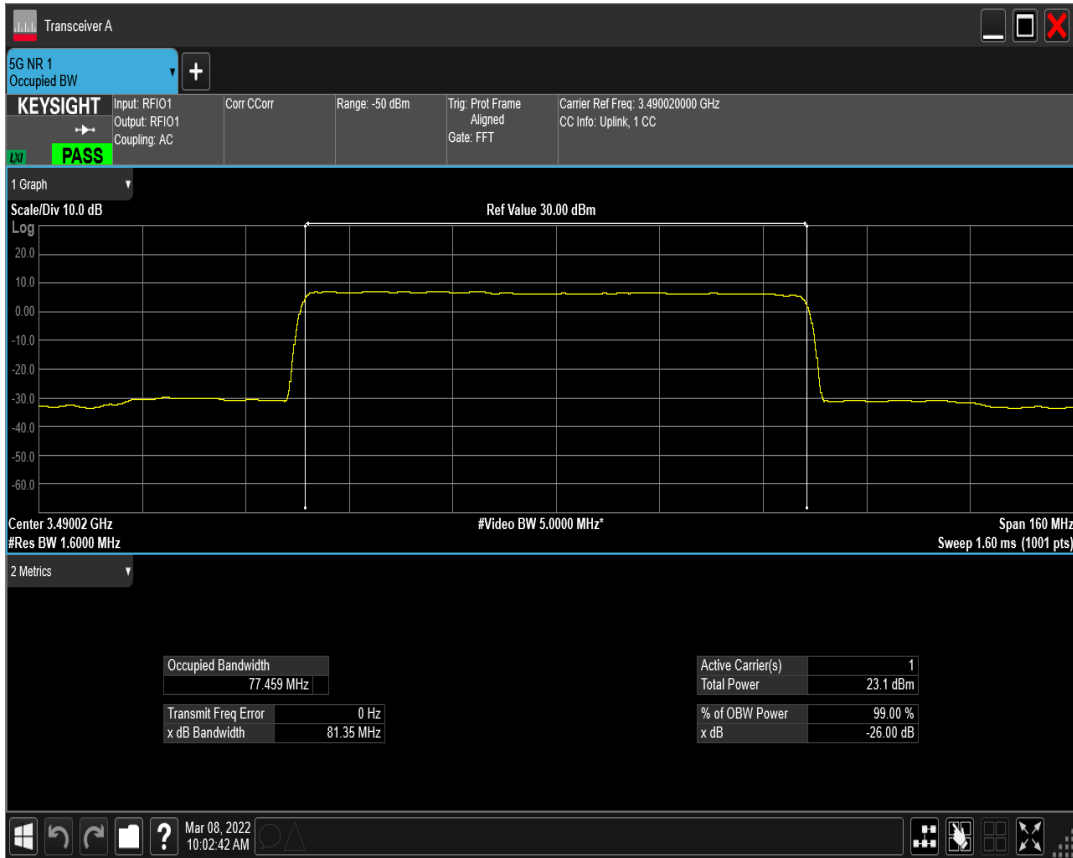 Transceiver A
5G NR 1
Occupied BW
+
KEYSIGHT
LXI PASS
Input: RFIO1
Output: RFIO1
Coupling: AC
Corr CCorr
Range: -50 dBm
Trig: Prot Frame
Aligned
Gate: FFT
Carrier Ref Freq: 3.490020000 GHz
CC Info: Uplink, 1 CC
1 Graph
Scale/Div 10.0 dB
Ref Value 30.00 dBm
Log
20.0
10.0
0.00
-10.0
-20.0
-30.0
-40.0
-50.0
-60.0
Center 3.49002 GHz
#Video BW 5.0000 MHz*
Span 160 MHz
#Res BW 1.6000 MHz
Sweep 1.60 ms (1001 pts)
2 Metrics
Occupied Bandwidth
77.459 MHz
Transmit Freq Error 0 Hz
x dB Bandwidth 81.35 MHz
Active Carrier(s) 1
Total Power 23.1 dBm
% of OBW Power 99.00 %
x dB -26.00 dB
?
Mar 08, 2022
10:02:42 AM